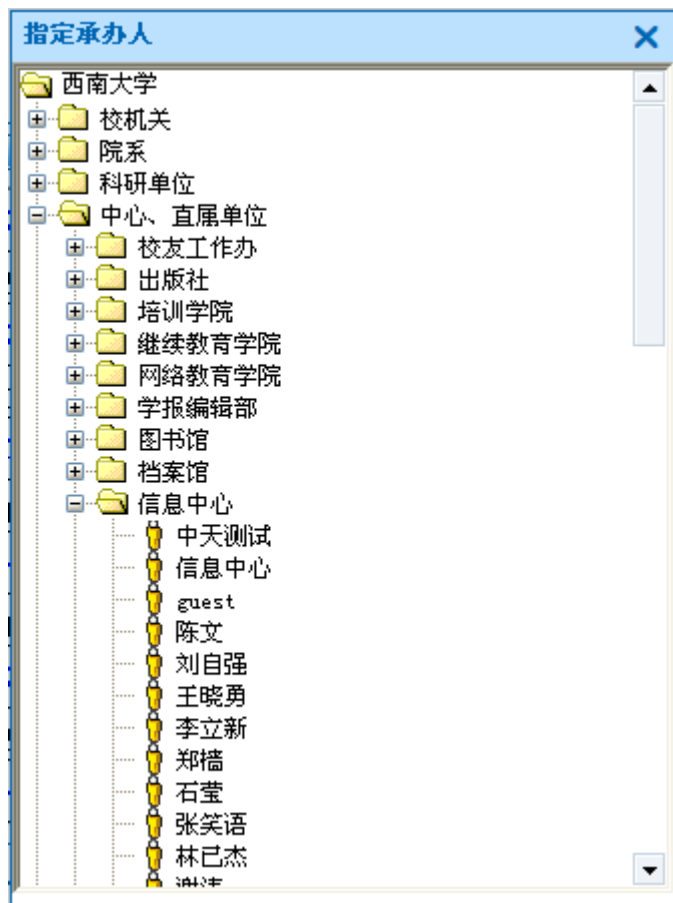 指定承办人
西南大学
校机关
院系
科研单位
中心、直属单位
校友工作办
出版社
培训学院
继续教育学院
网络教育学院
学报编辑部
图书馆
档案馆
信息中心
中天测试
信息中心
guest
陈文
刘自强
王晓勇
李立新
郑樯
石莹
张笑语
林已杰